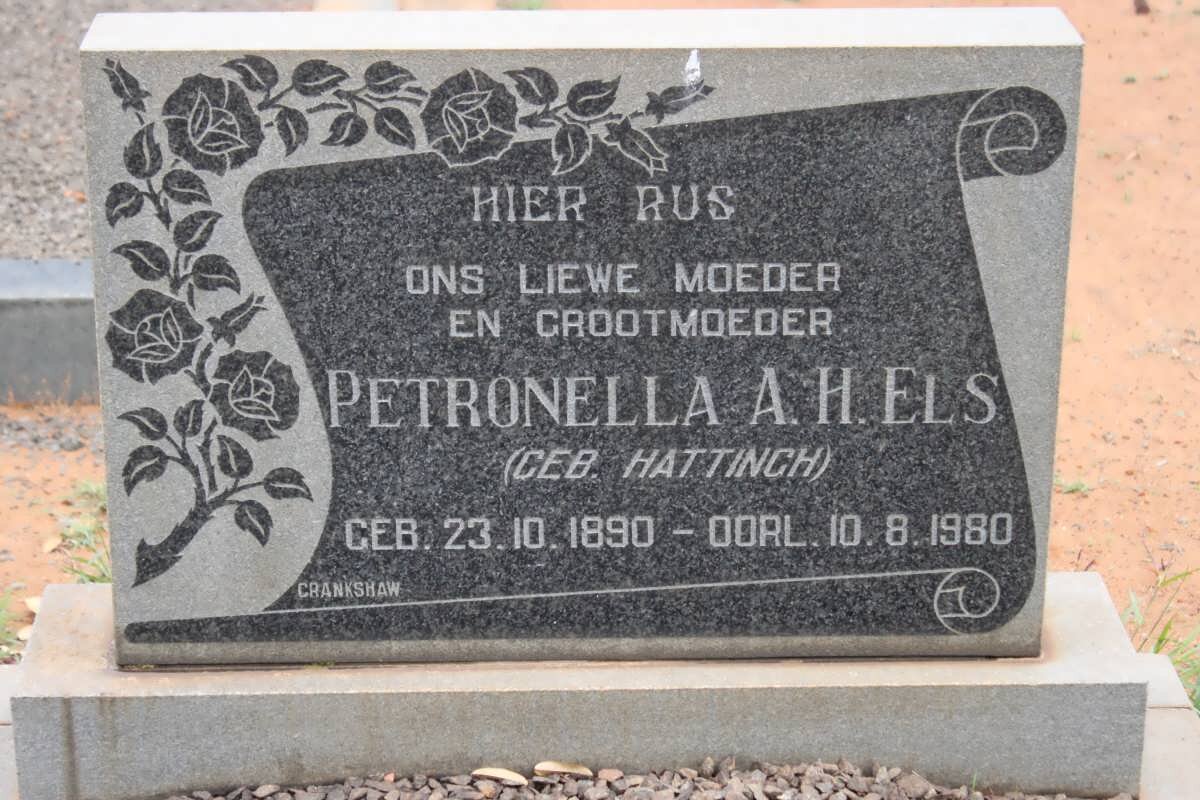 HIER RUS
ONS LIEWE MOEDER
EN GROOTMOEDER
PETRONELLA A. H. ELS
(GEB. HATTINGH)
GEB. 23. 10. 1890 - OORL. 10. 8. 1980
CRANKSHAW